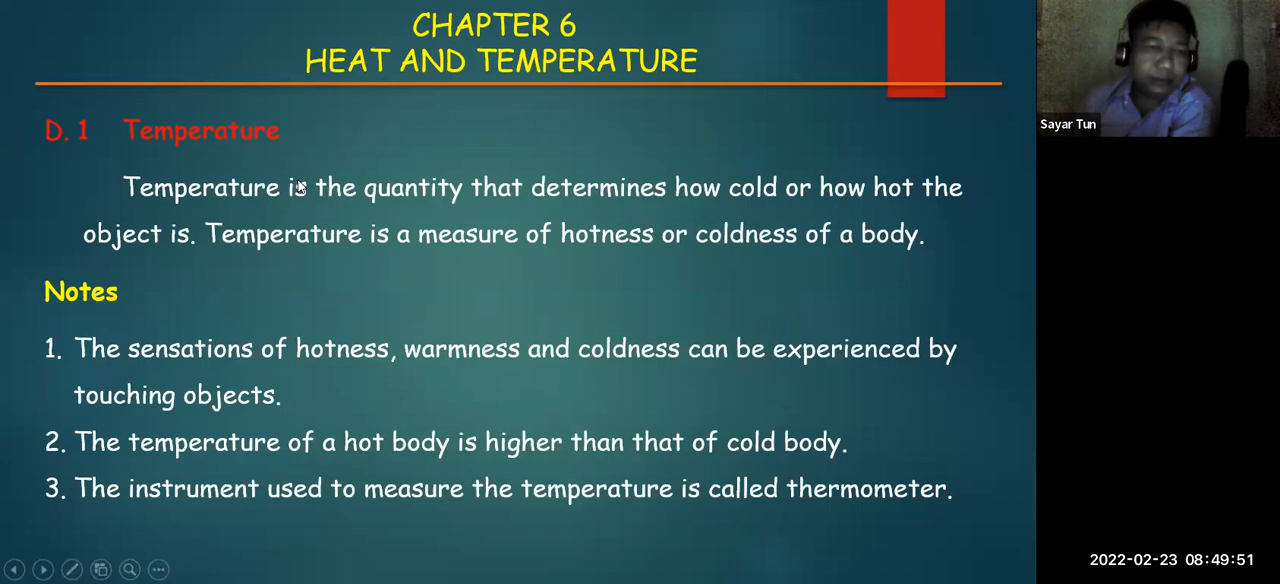 CHAPTER 6
HEAT AND TEMPERATURE
D. 1 Temperature
Temperature is the quantity that determines how cold or how hot the
object is. Temperature is a measure of hotness or coldness of a body.
Notes
1. The sensations of hotness, warmness and coldness can be experienced by
touching objects.
2. The temperature of a hot body is higher than that of cold body.
3. The instrument used to measure the temperature is called thermometer.
Sayar Tun
2022-02-23 08:49:51